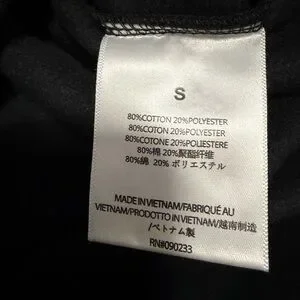 S
80%COTTON 20%POLYESTER
80%COTON 20%POLYESTER
80%COTONE 20%POLIESTERE
80%棉 20%聚酯纤维
80%綿 20% ポリエステル
MADE IN VIETNAM/FABRIQUÉ AU
VIETNAM/PRODOTTO IN VIETNAM/越南制造
/ベトナム製
RN#090233